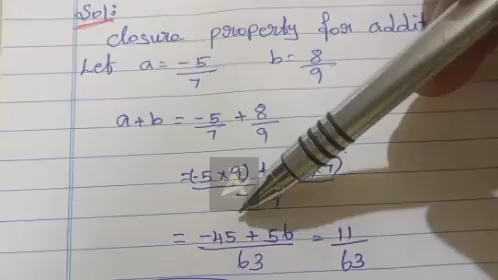 Sol:
closure property for addit
Let a = -5/7 b = 8/9
a+b = -5/7 + 8/9
= (-5 x 9) +
= -45 + 56 / 63 = 11/63